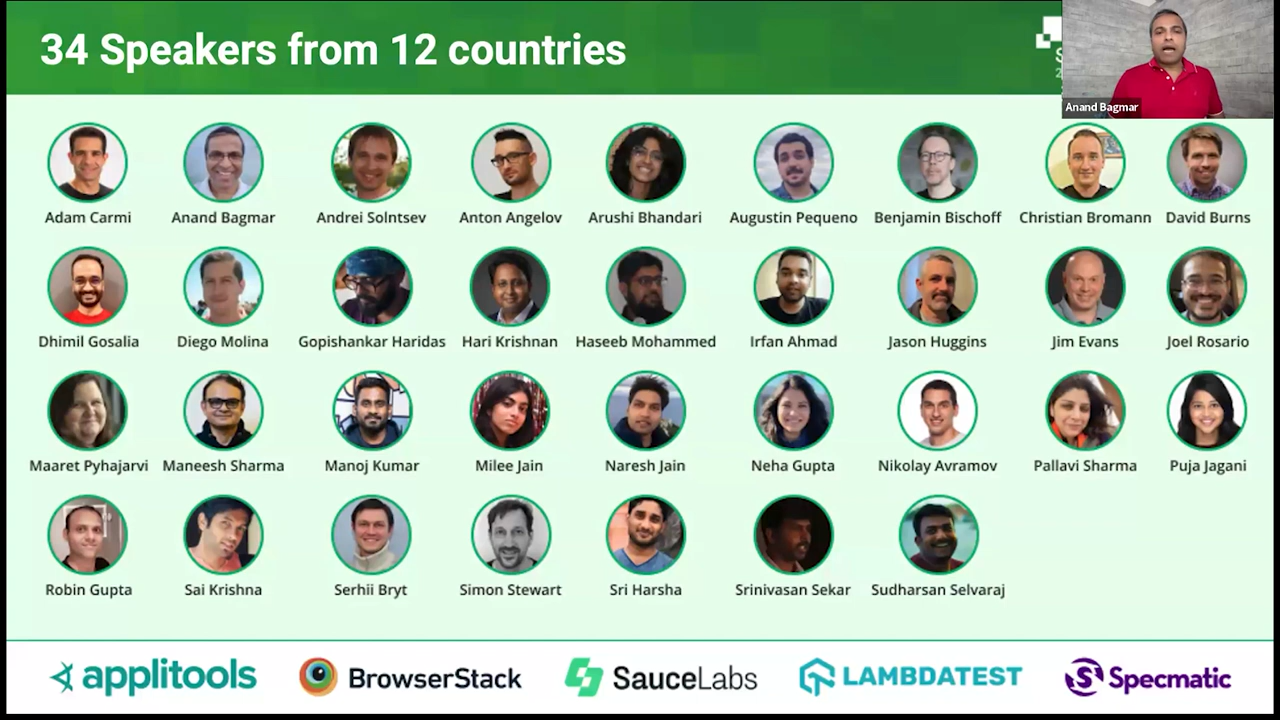 34 Speakers from 12 countries
Anand Bagmar
Adam Carmi
Anand Bagmar
Andrei Solntsev
Anton Angelov
Arushi Bhandari
Augustin Pequeno
Benjamin Bischoff
Christian Bromann
David Burns
Dhimil Gosalia
Diego Molina
Gopishankar Haridas
Hari Krishnan
Haseeb Mohammed
Irfan Ahmad
Jason Huggins
Jim Evans
Joel Rosario
Maaret Pyhajarvi
Maneesh Sharma
Manoj Kumar
Milee Jain
Naresh Jain
Neha Gupta
Nikolay Avramov
Pallavi Sharma
Puja Jagani
Robin Gupta
Sai Krishna
Serhii Bryt
Simon Stewart
Sri Harsha
Srinivasan Sekar
Sudharsan Selvaraj
applitools
BrowserStack
SauceLabs
LAMBDATEST
Specmatic